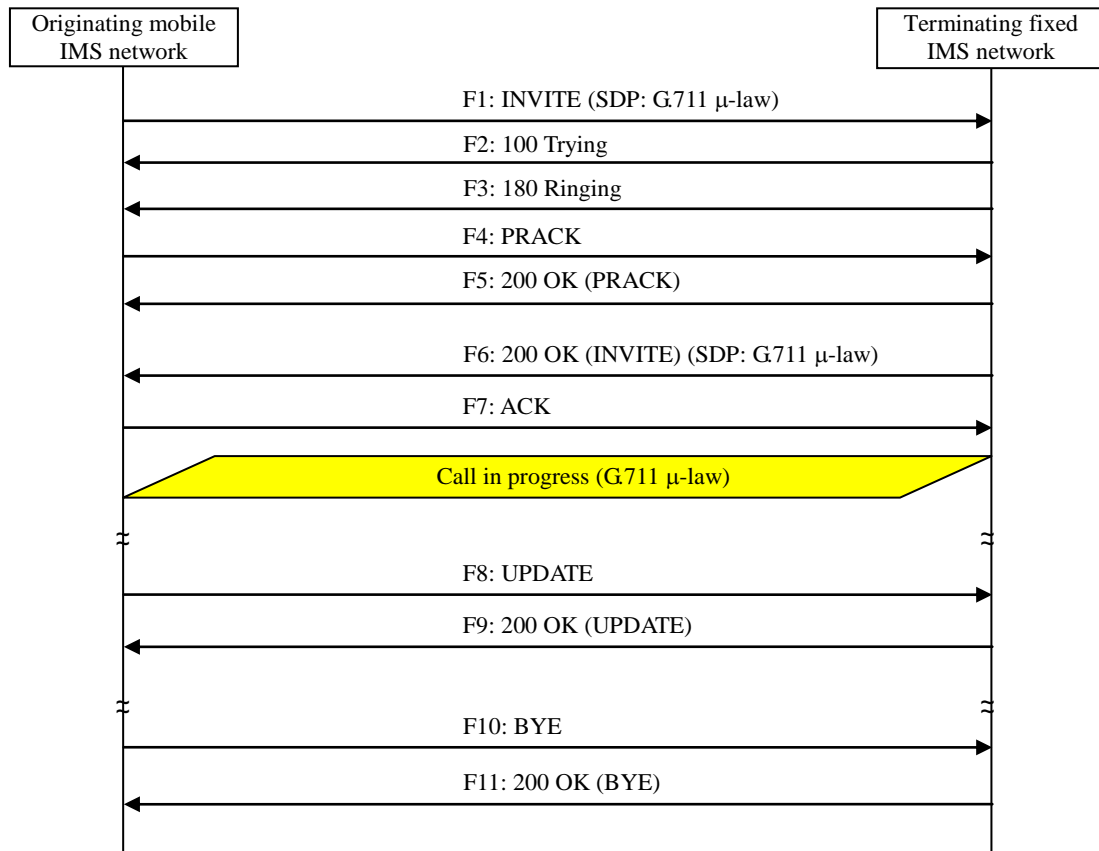 Originating mobile
IMS network
Terminating fixed
IMS network
F1: INVITE (SDP: G.711 μ-law)
F2: 100 Trying
F3: 180 Ringing
F4: PRACK
F5: 200 OK (PRACK)
F6: 200 OK (INVITE) (SDP: G.711 μ-law)
F7: ACK
Call in progress (G.711 μ-law)
F8: UPDATE
F9: 200 OK (UPDATE)
F10: BYE
F11: 200 OK (BYE)